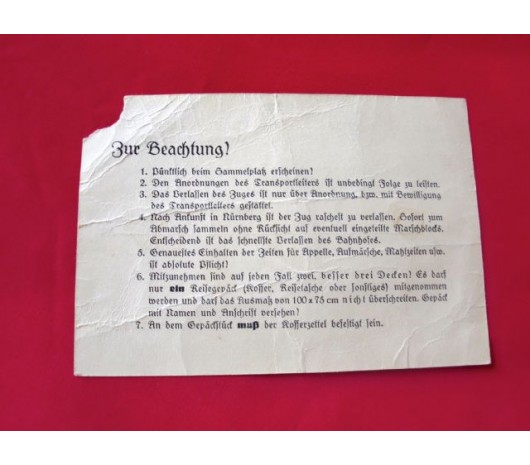 Zur Beachtung!
1. Pünktlich beim Sammelplatz erscheinen!
2. Den Anordnungen des Transportleiters ist unbedingt Folge zu leisten.
3. Das Verlassen des Zuges ist nur über Anordnung, bzw. mit Bewilligung
des Transportleiters gestattet.
4. Nach Ankunft in Nürnberg ist der Zug raschest zu verlassen. Sofort zum
Abmarsch sammeln ohne Rücksicht auf eventuell eingeteilte Marschblocks.
Entscheidend ist das schnellste Verlassen des Bahnhofes.
5. Genauestes Einhalten der Zeiten für Appelle, Aufmärsche, Mahlzeiten usw.
ist absolute Pflicht!
6. Mitzunehmen sind auf jeden Fall zwei, besser drei Decken! Es darf
nur ein Reisegepäck (Koffer, Reisetasche oder sonstiges) mitgenommen
werden und darf das Ausmaß von 100 x 75 cm nicht überschreiten. Gepäck
mit Namen und Anschrift versehen!
7. An dem Gepäckstück muß der Kofferzettel befestigt sein.